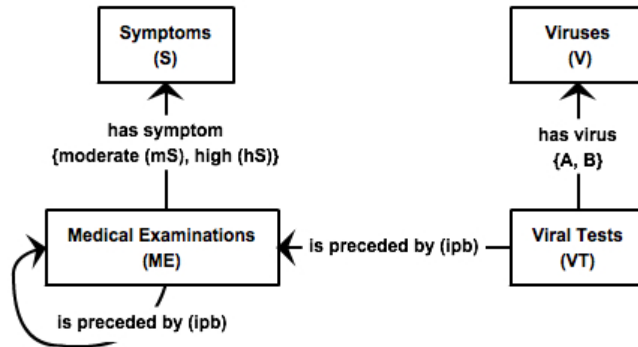 Symptoms
(S)
Viruses
(V)
has symptom
{moderate (mS), high (hS)}
has virus
{A, B}
Medical Examinations
(ME)
is preceded by (ipb)
Viral Tests
(VT)
is preceded by (ipb)